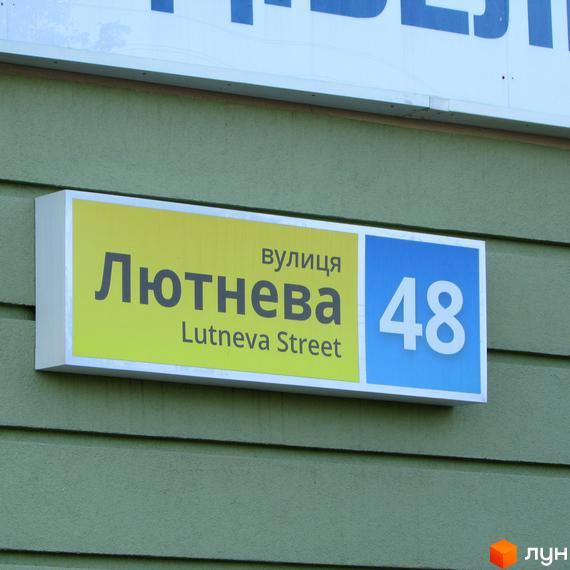 вулиця
Лютнева
Lutneva Street
48
лун